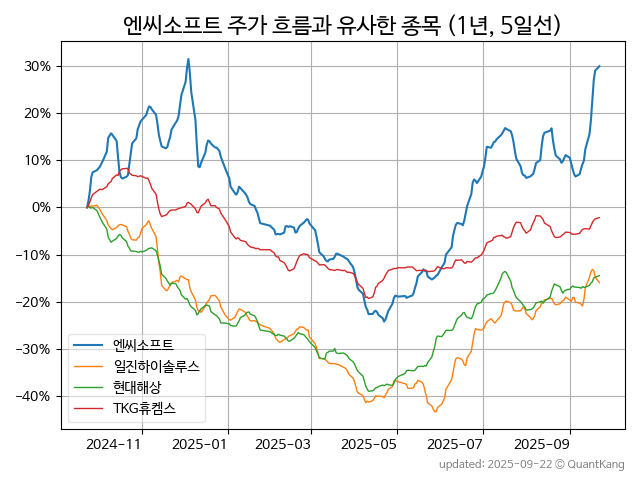 엔씨소프트 주가 흐름과 유사한 종목 (1년, 5일선)
30%
20%
10%
0%
−10%
−20%
−30%
−40%
엔씨소프트
일진하이솔루스
현대해상
TKG휴켐스
2024-11
2025-01
2025-03
2025-05
2025-07
2025-09
updated: 2025-09-22 © QuantKang